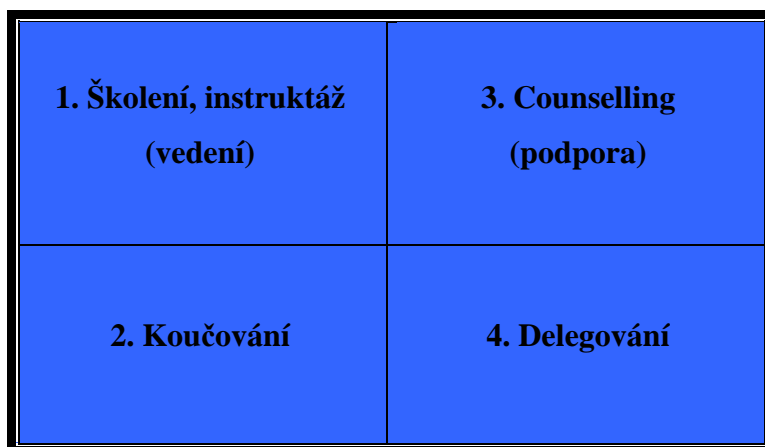 1. Školení, instruktáž
(vedení)
3. Counselling
(podpora)
2. Koučování
4. Delegování